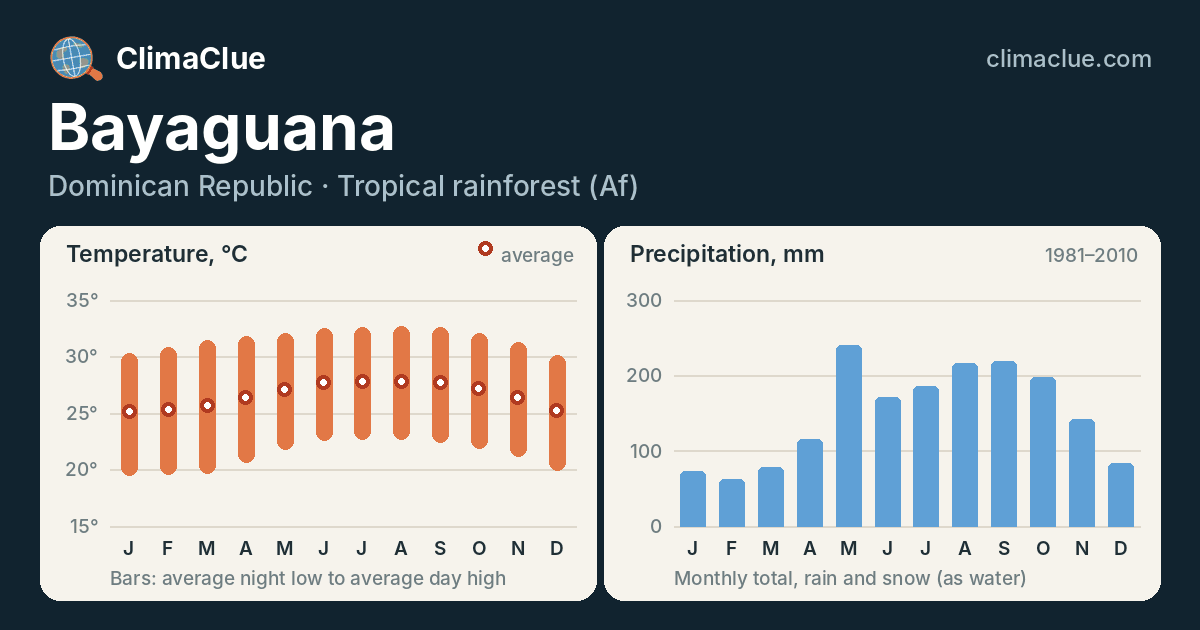 ClimaClue
climaclue.com
Bayaguana
Dominican Republic · Tropical rainforest (Af)
Temperature, °C
average
35°
30°
25°
20°
15°
J F M A M J J A S O N D
Bars: average night low to average day high
Precipitation, mm
1981–2010
300
200
100
0
J F M A M J J A S O N D
Monthly total, rain and snow (as water)